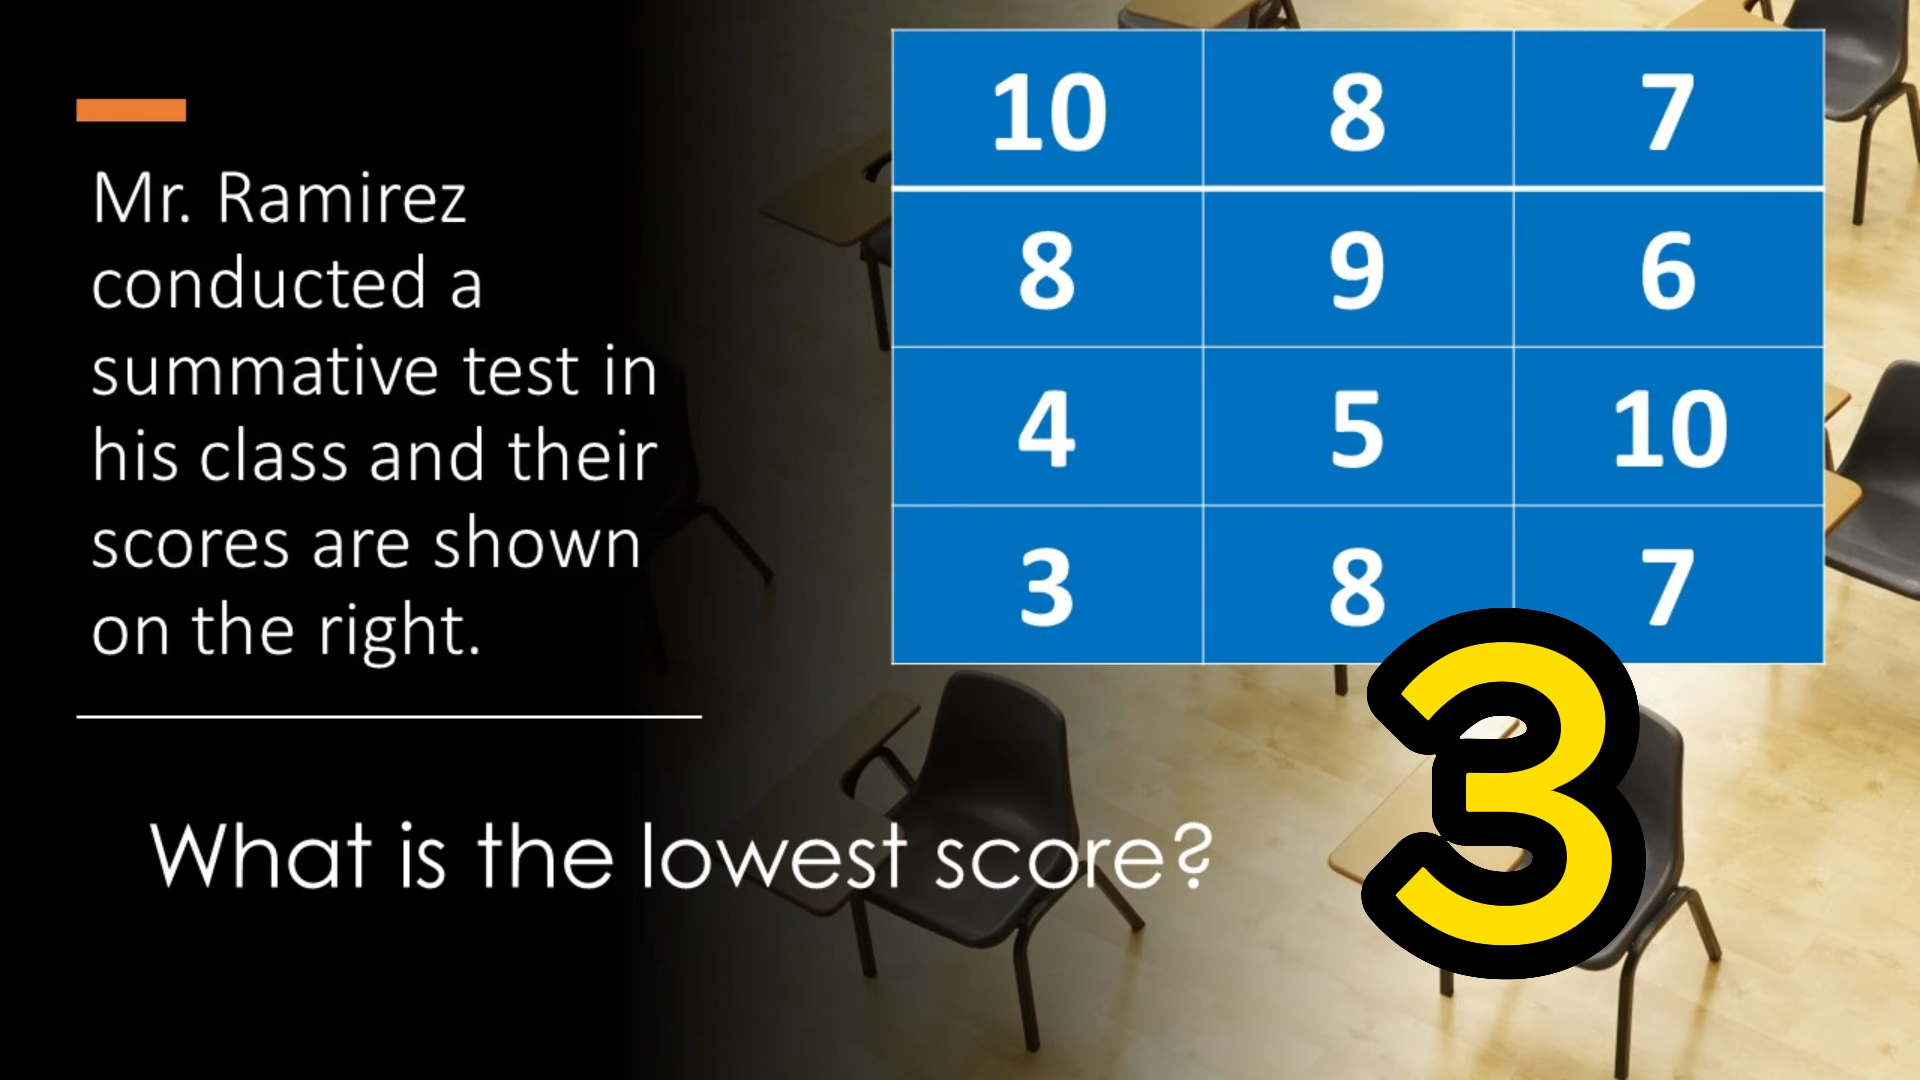 Mr. Ramirez
conducted a
summative test in
his class and their
scores are shown
on the right.
10 8 7
8 9 6
4 5 10
3 8 7
What is the lowest score?
3